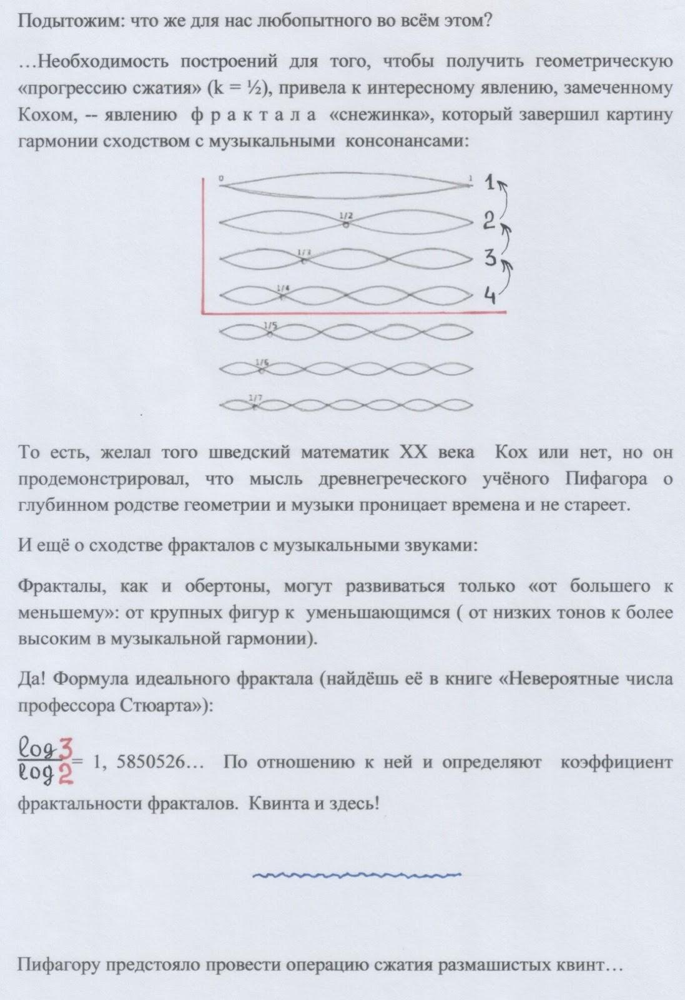 Подытожим: что же для нас любопытного во всём этом?
…Необходимость построений для того, чтобы получить геометрическую
«прогрессию сжатия» (k = ½), привела к интересному явлению, замеченному
Кохом, -- явлению ф р а к т а л а «снежинка», который завершил картину
гармонии сходством с музыкальными консонансами:
0 1 1
1/2 2
1/3 3
1/4 4
1/5
1/6
1/7
То есть, желал того шведский математик XX века Кох или нет, но он
продемонстрировал, что мысль древнегреческого учёного Пифагора о
глубинном родстве геометрии и музыки проницает времена и не стареет.
И ещё о сходстве фракталов с музыкальными звуками:
Фракталы, как и обертоны, могут развиваться только «от большего к
меньшему»: от крупных фигур к уменьшающимся ( от низких тонов к более
высоким в музыкальной гармонии).
Да! Формула идеального фрактала (найдёшь её в книге «Невероятные числа
профессора Стюарта»):
log 3
log 2
= 1, 5850526… По отношению к ней и определяют коэффициент
фрактальности фракталов. Квинта и здесь!
Пифагору предстояло провести операцию сжатия размашистых квинт…